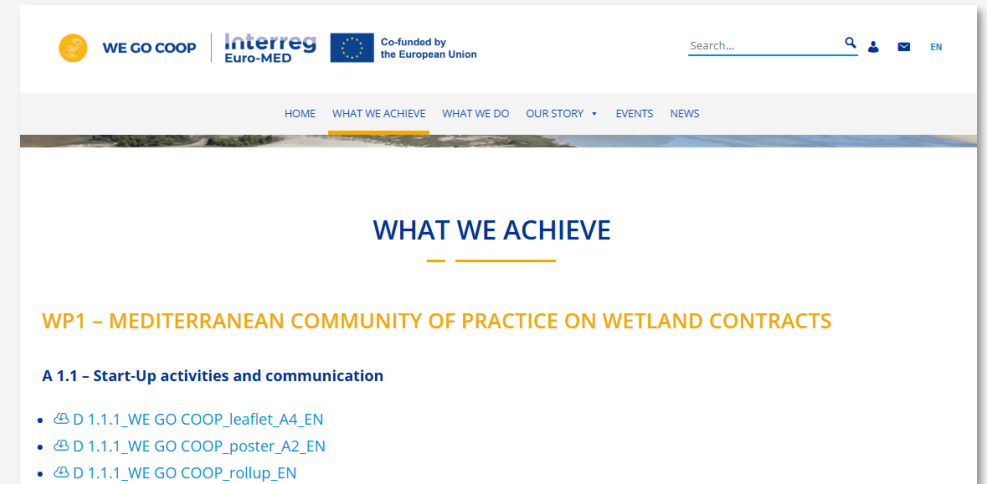 WE GO COOP
Interreg
Euro-MED
Co-funded by
the European Union
Search...
EN
HOME WHAT WE ACHIEVE WHAT WE DO OUR STORY EVENTS NEWS
WHAT WE ACHIEVE
WP1 – MEDITERRANEAN COMMUNITY OF PRACTICE ON WETLAND CONTRACTS
A 1.1 – Start-Up activities and communication
D 1.1.1_WE GO COOP_leaflet_A4_EN
D 1.1.1_WE GO COOP_poster_A2_EN
D 1.1.1_WE GO COOP_rollup_EN